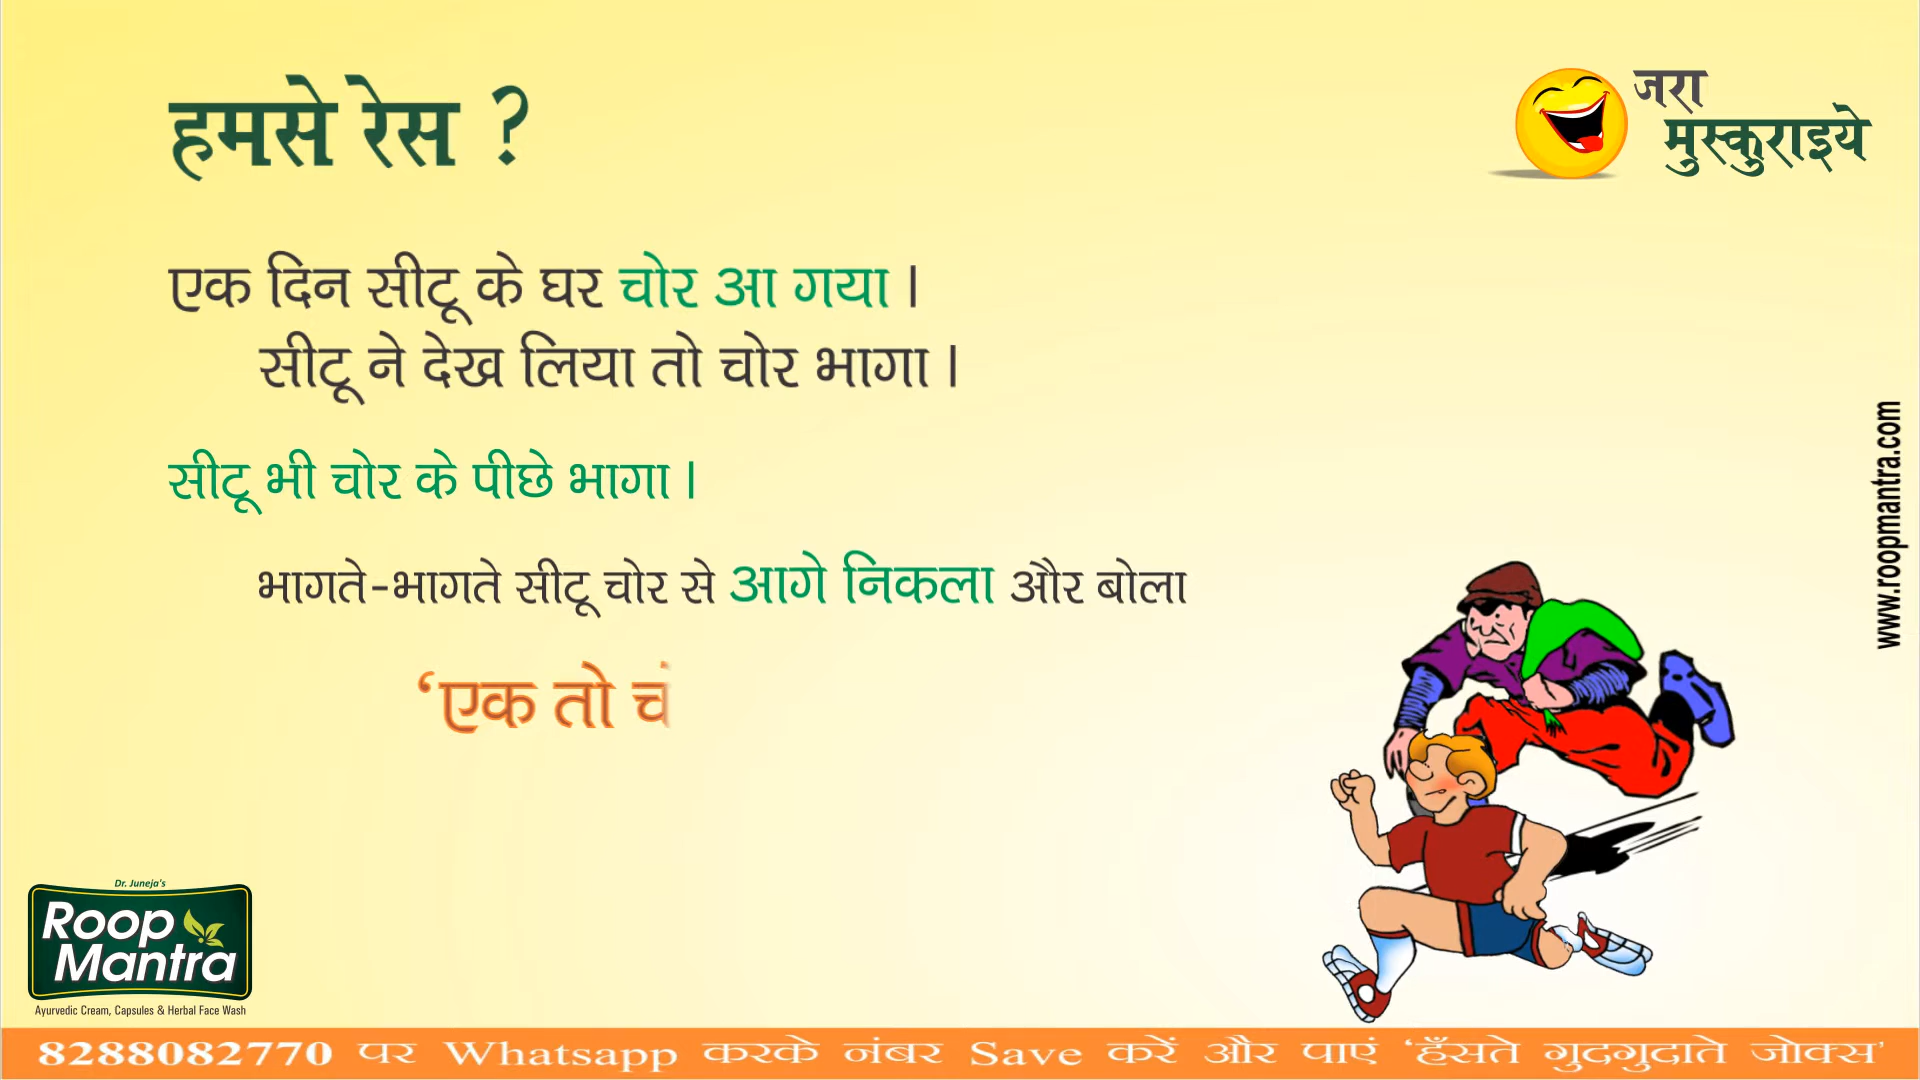 हमसे रेस ?
जरा
मुस्कुराइये
एक दिन सीटू के घर चोर आ गया ।
सीटू ने देख लिया तो चोर भागा ।
सीटू भी चोर के पीछे भागा ।
भागते-भागते सीटू चोर से आगे निकला और बोला
‘एक तो
www.roopmantra.com
Dr. Juneja's
Roop
Mantra
Ayurvedic Cream, Capsules & Herbal Face Wash
8288082770 पर Whatsapp करके नंबर Save करें और पाएं ‘हँसते गुदगुदाते जोक्स’